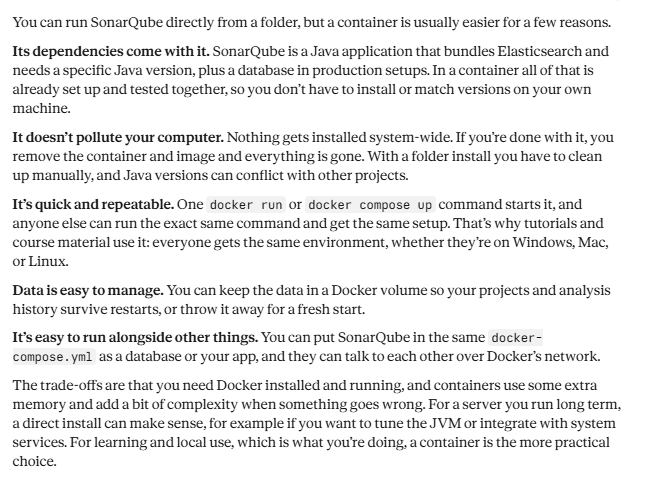 You can run SonarQube directly from a folder, but a container is usually easier for a few reasons.
Its dependencies come with it. SonarQube is a Java application that bundles Elasticsearch and
needs a specific Java version, plus a database in production setups. In a container all of that is
already set up and tested together, so you don’t have to install or match versions on your own
machine.
It doesn’t pollute your computer. Nothing gets installed system-wide. If you’re done with it, you
remove the container and image and everything is gone. With a folder install you have to clean
up manually, and Java versions can conflict with other projects.
It’s quick and repeatable. One docker run or docker compose up command starts it, and
anyone else can run the exact same command and get the same setup. That’s why tutorials and
course material use it: everyone gets the same environment, whether they’re on Windows, Mac,
or Linux.
Data is easy to manage. You can keep the data in a Docker volume so your projects and analysis
history survive restarts, or throw it away for a fresh start.
It’s easy to run alongside other things. You can put SonarQube in the same docker-
compose.yml as a database or your app, and they can talk to each other over Docker’s network.
The trade-offs are that you need Docker installed and running, and containers use some extra
memory and add a bit of complexity when something goes wrong. For a server you run long term,
a direct install can make sense, for example if you want to tune the JVM or integrate with system
services. For learning and local use, which is what you’re doing, a container is the more practical
choice.